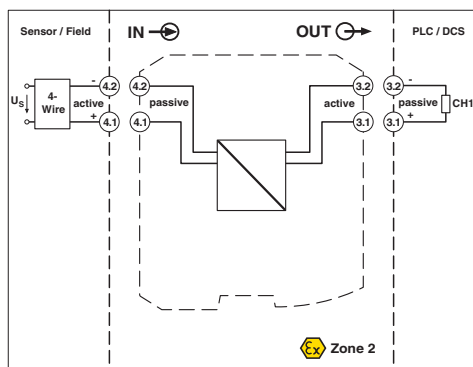 Sensor / Field
IN
OUT
PLC / DCS
4-
Wire
US
-
active
+
4.2
4.1
4.2
passive
4.1
3.2
active
3.1
3.2
-
passive
+
3.1
CH1
Ex Zone 2